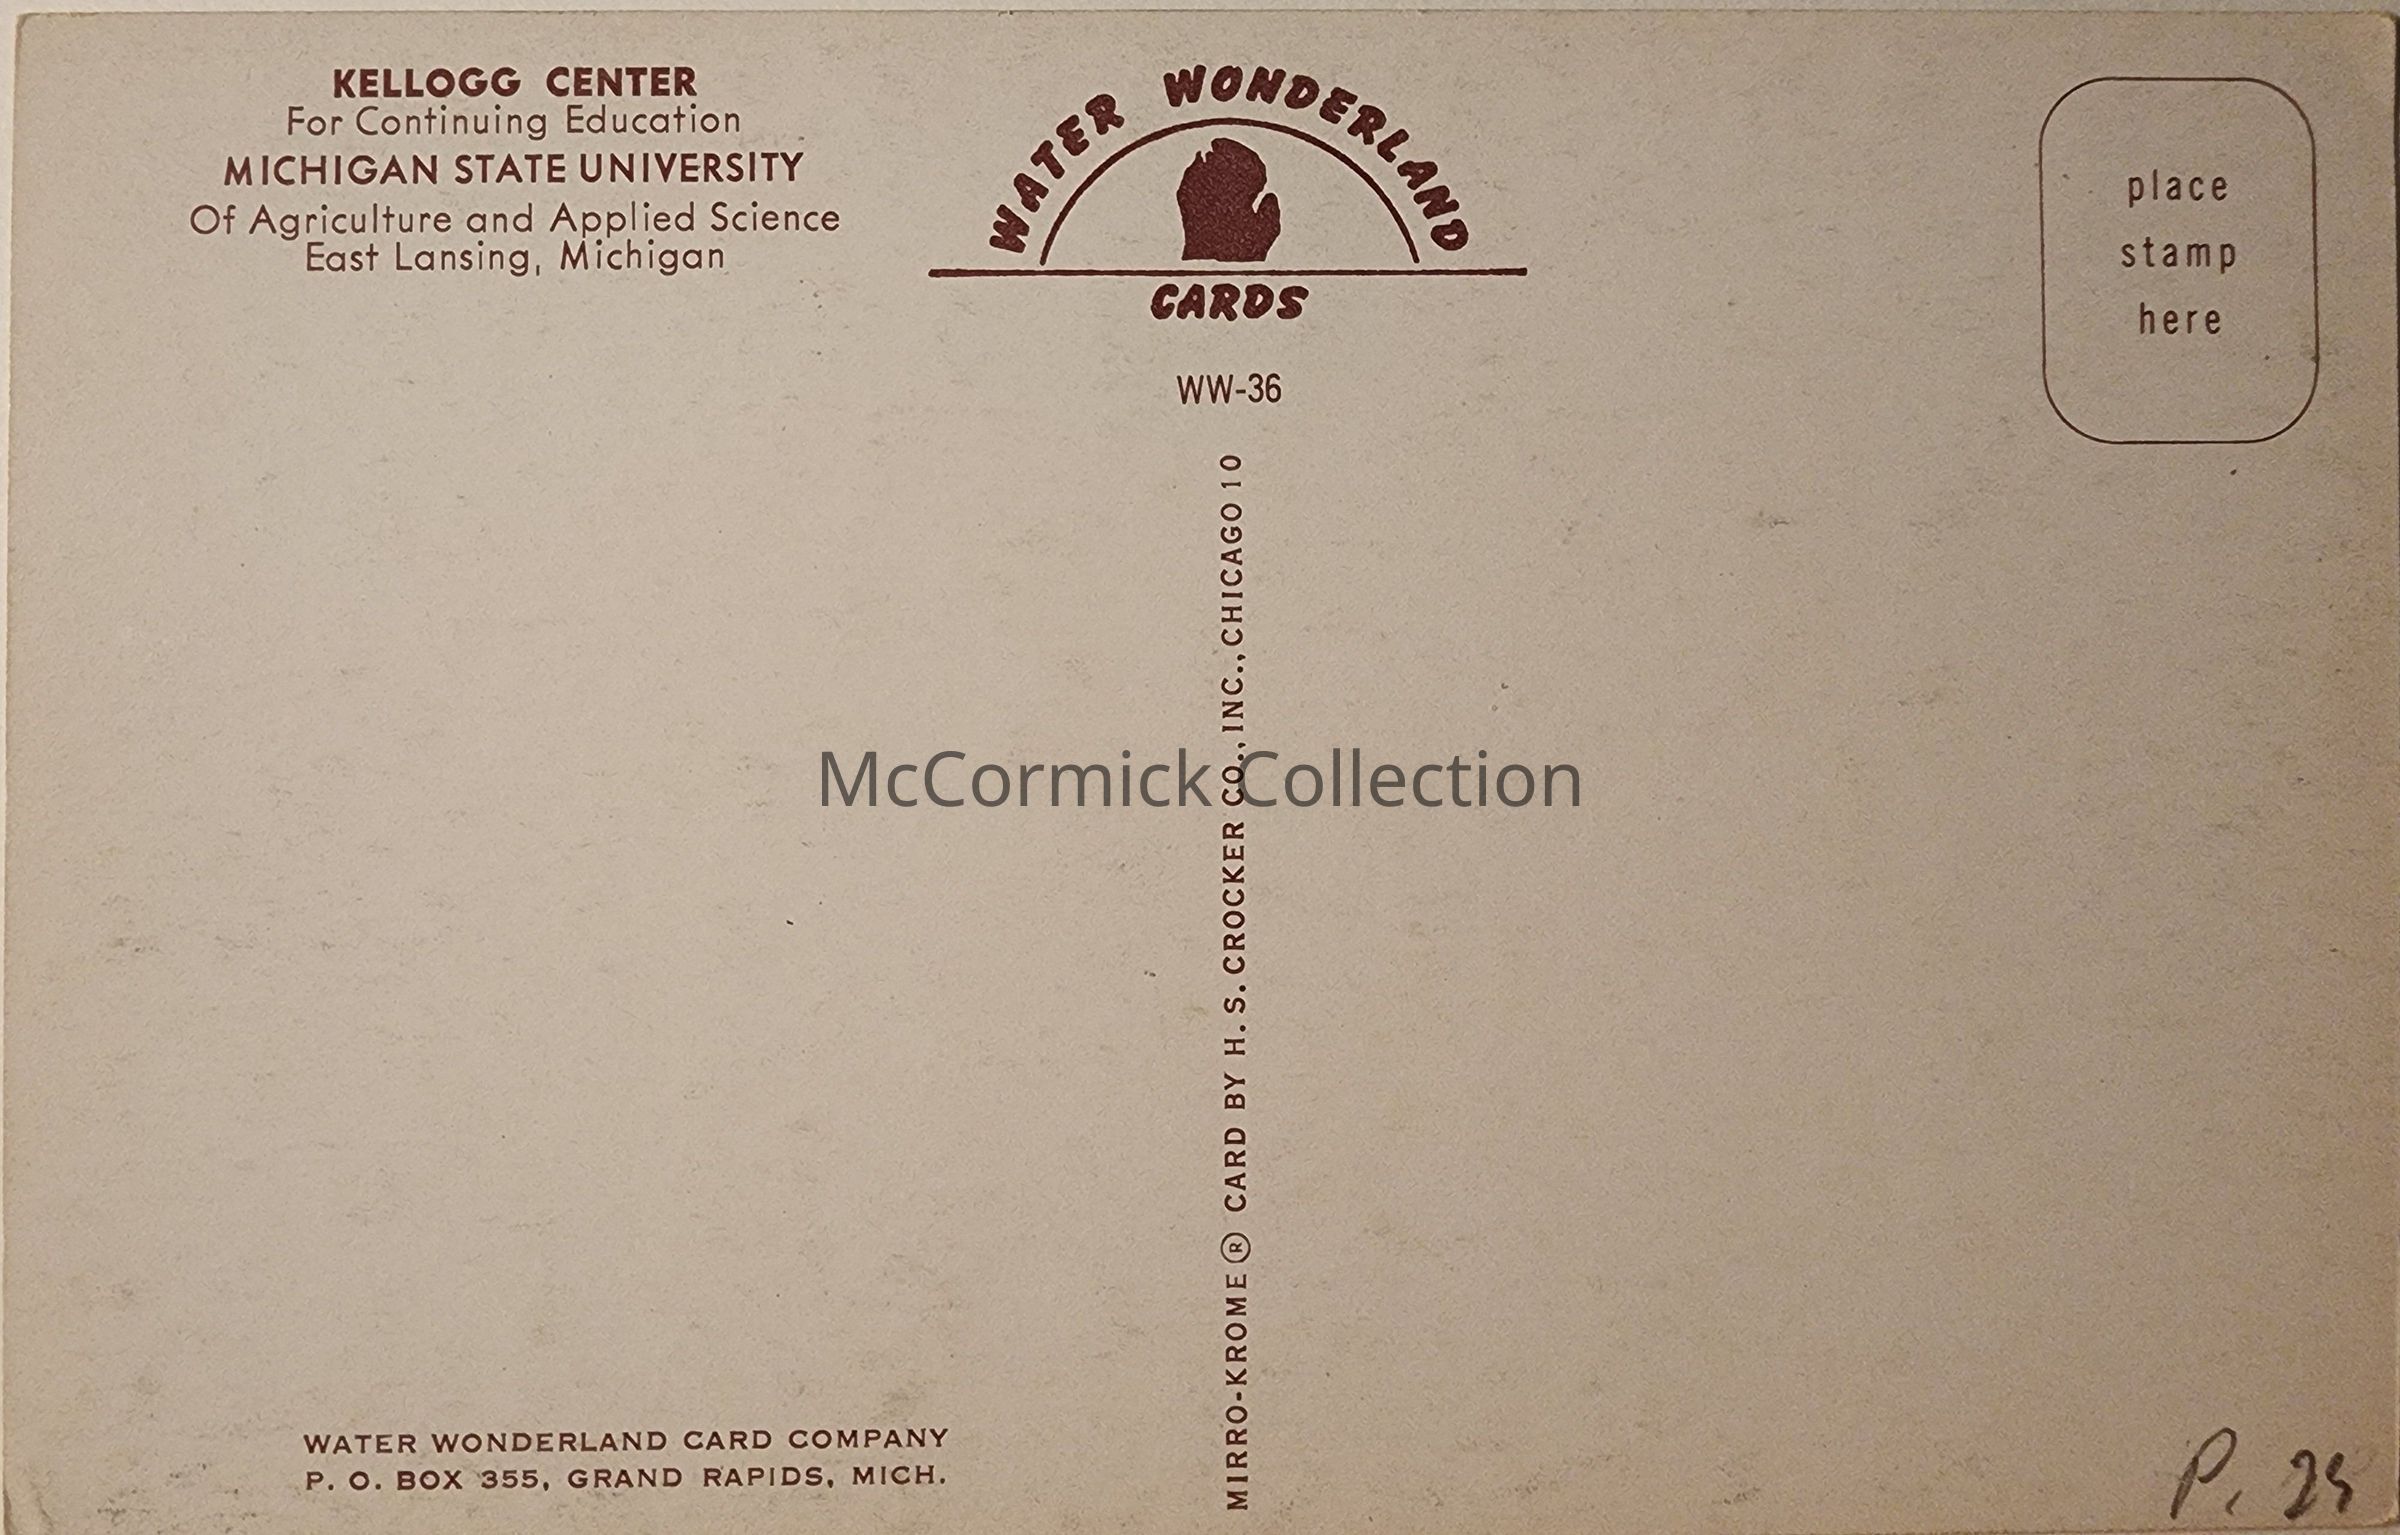 KELLOGG CENTER
For Continuing Education
MICHIGAN STATE UNIVERSITY
Of Agriculture and Applied Science
East Lansing, Michigan
WATER WONDERLAND
CARDS
WW-36
place
stamp
here
MIRRO-KROME® CARD BY H. S. CROCKER CO., INC., CHICAGO 10
McCormick Collection
WATER WONDERLAND CARD COMPANY
P. O. BOX 355, GRAND RAPIDS, MICH.
P. 25